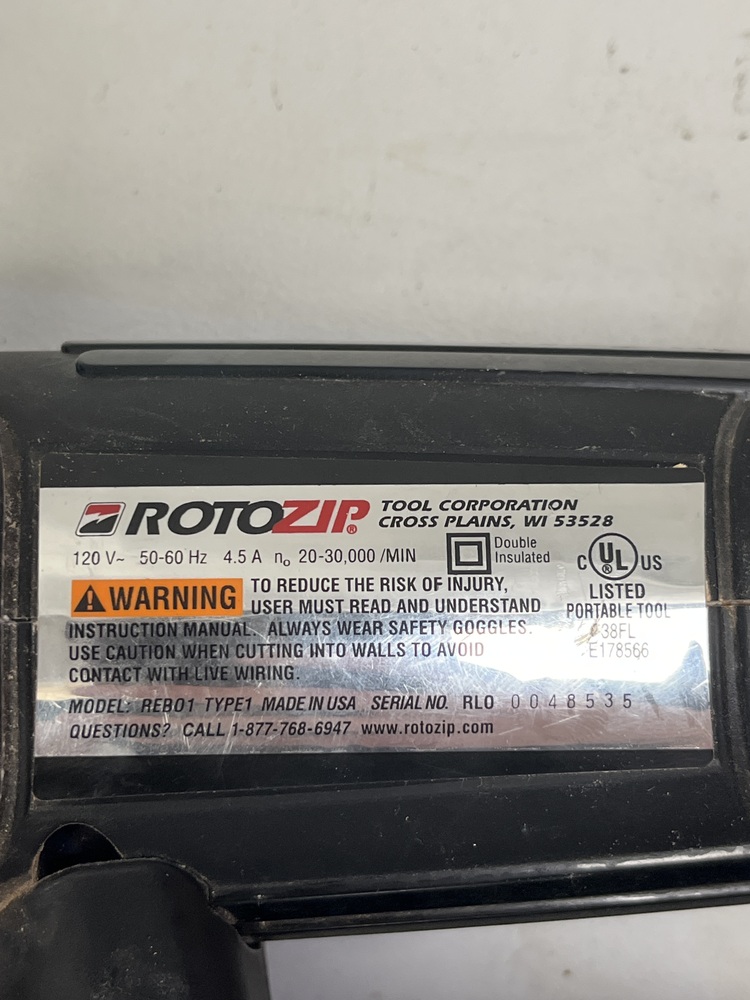 ROTOZIP® TOOL CORPORATION
CROSS PLAINS, WI 53528
120 V~ 50-60 Hz 4.5 A n₀ 20-30,000 /MIN
Double
Insulated
C UL® US
LISTED
PORTABLE TOOL
38FL
E178566
WARNING TO REDUCE THE RISK OF INJURY,
USER MUST READ AND UNDERSTAND
INSTRUCTION MANUAL. ALWAYS WEAR SAFETY GOGGLES.
USE CAUTION WHEN CUTTING INTO WALLS TO AVOID
CONTACT WITH LIVE WIRING.
MODEL: REBO1 TYPE1 MADE IN USA SERIAL NO. RLO 0048535
QUESTIONS? CALL 1-877-768-6947 www.rotozip.com